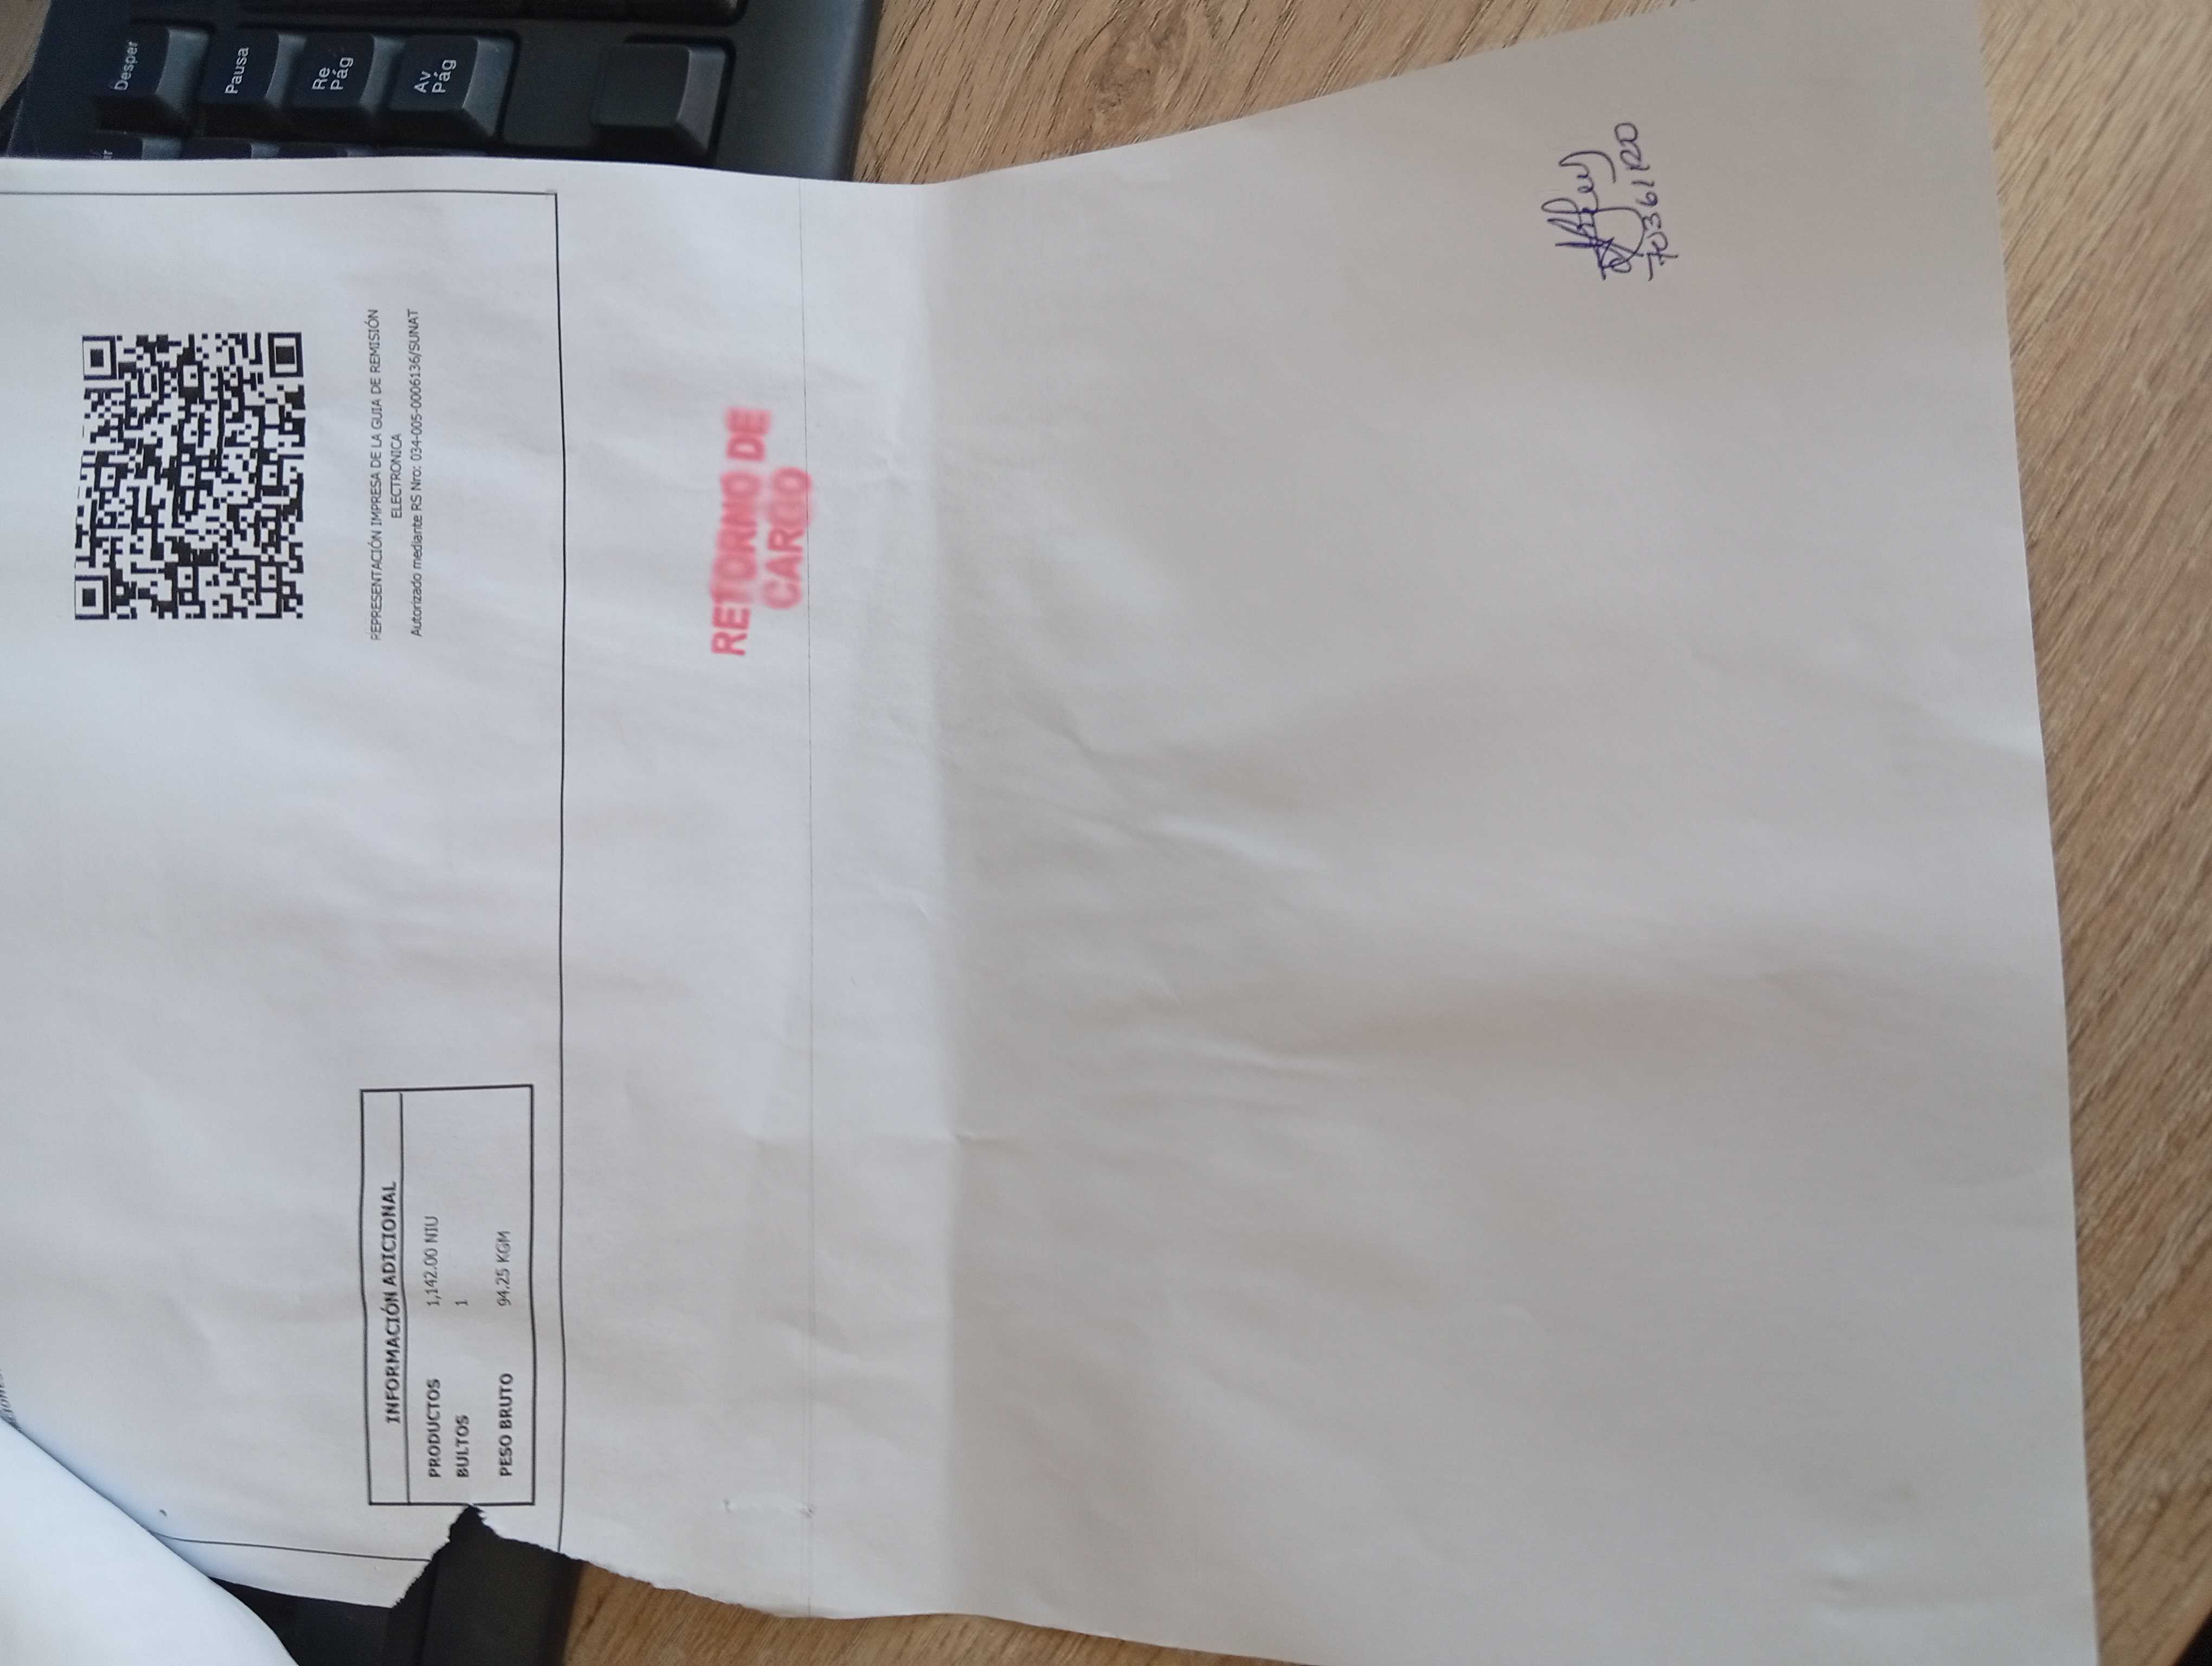 Desper
Pausa
Re
Pág
Av
Pág
REPRESENTACIÓN IMPRESA DE LA GUIA DE REMISIÓN
ELECTRONICA
Autorizado mediante RS Nro: 034-005-0006136/SUNAT
INFORMACIÓN ADICIONAL
PRODUCTOS 1,142.00 NIU
BULTOS 1
PESO BRUTO 94.25 KGM
RETORNO DE
CARGO